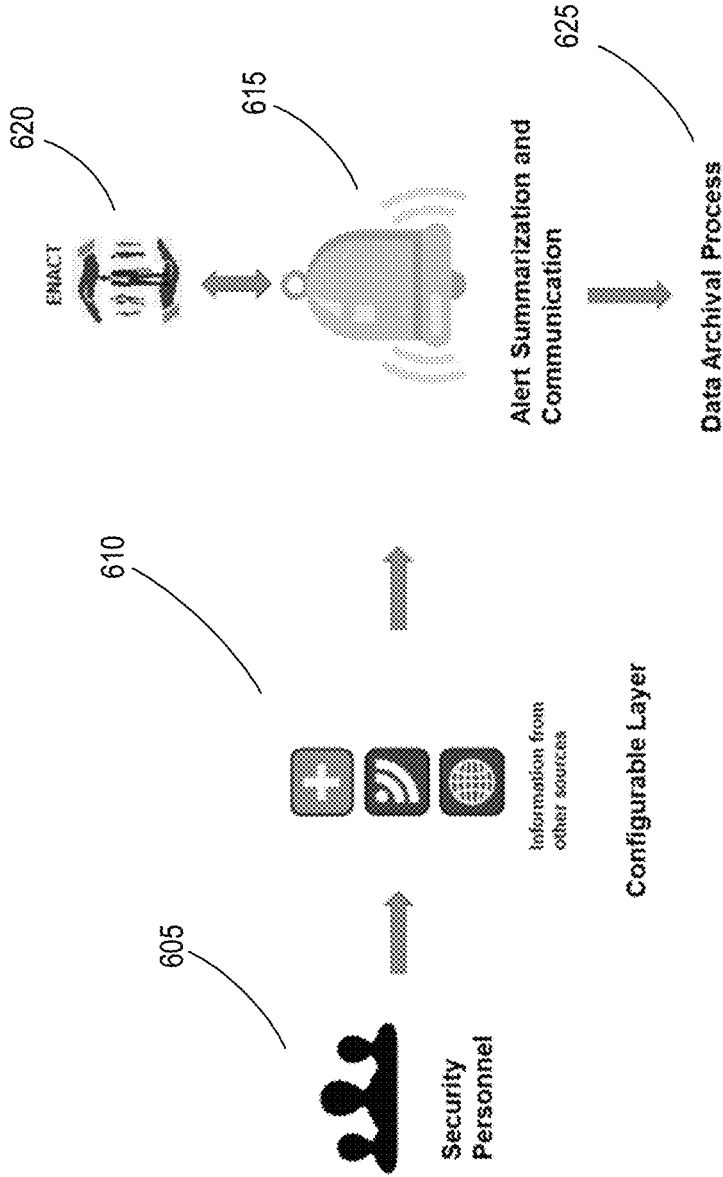 605
Security
Personnel
610
Information from
other sources
Configurable Layer
620
ENACT
615
Alert Summarization and
Communication
625
Data Archival Process